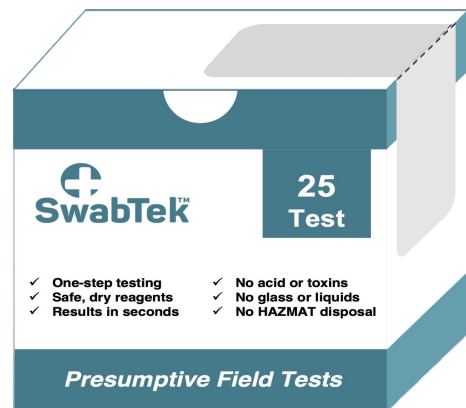 25
Test
SwabTek™
✓ One-step testing
✓ Safe, dry reagents
✓ Results in seconds
✓ No acid or toxins
✓ No glass or liquids
✓ No HAZMAT disposal
Presumptive Field Tests